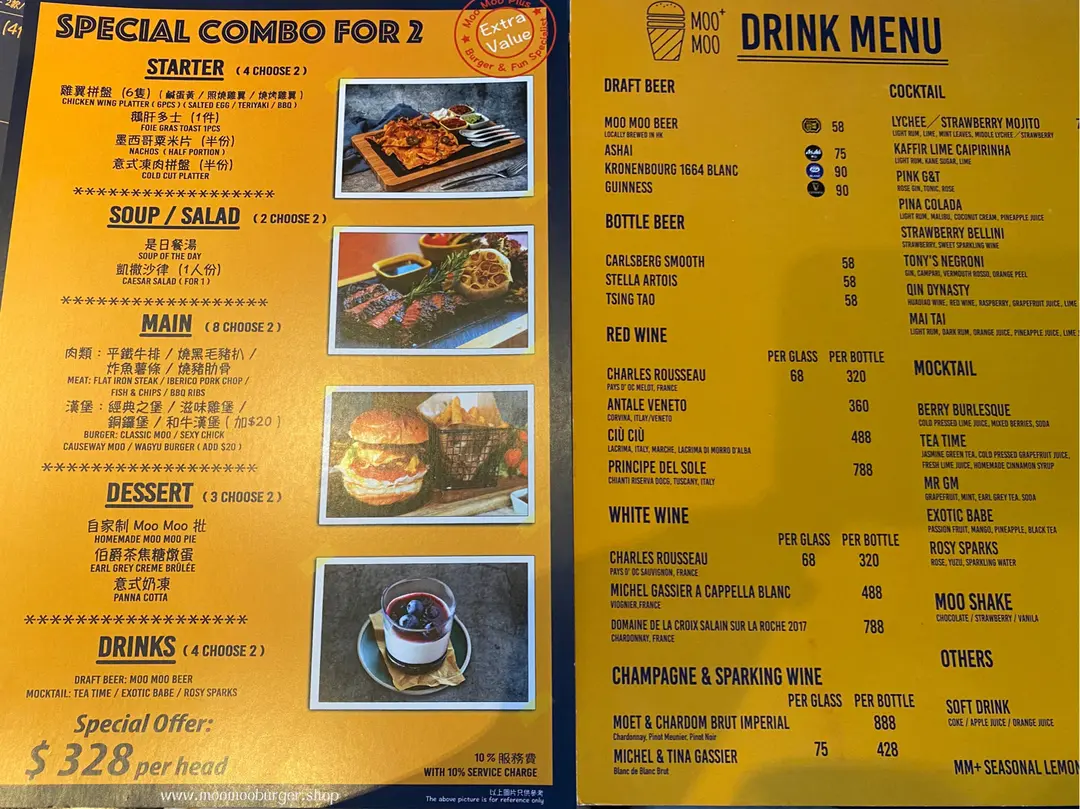 SPECIAL COMBO FOR 2
Moo Moo Plus
Extra
Value
Burger & Fun Specialist
STARTER ( 4 CHOOSE 2 )
雞翼拼盤 (6隻) ( 鹹蛋黃 / 照燒雞翼 / 燒烤雞翼 )
CHICKEN WING PLATTER ( 6PCS ) ( SALTED EGG / TERIYAKI / BBQ )
鵝肝多士 (1件)
FOIE GRAS TOAST 1PCS
墨西哥粟米片 (半份)
NACHOS ( HALF PORTION )
意式凍肉拼盤 (半份)
COLD CUT PLATTER
******************
SOUP / SALAD ( 2 CHOOSE 2 )
是日餐湯
SOUP OF THE DAY
凱撒沙律 (1人份)
CAESAR SALAD ( FOR 1 )
******************
MAIN ( 8 CHOOSE 2 )
肉類：平鐵牛排 / 燒黑毛豬扒 /
炸魚薯條 / 燒豬肋骨
MEAT: FLAT IRON STEAK / IBERICO PORK CHOP /
FISH & CHIPS / BBQ RIBS
漢堡：經典之堡 / 滋味雞堡 /
銅鑼堡 / 和牛漢堡 ( 加$20 )
BURGER: CLASSIC MOO / SEXY CHICK
CAUSEWAY MOO / WAGYU BURGER ( ADD $20 )
******************
DESSERT ( 3 CHOOSE 2 )
自家制 Moo Moo 批
HOMEMADE MOO MOO PIE
伯爵茶焦糖燉蛋
EARL GREY CREME BRÛLÉE
意式奶凍
PANNA COTTA
******************
DRINKS ( 4 CHOOSE 2 )
DRAFT BEER: MOO MOO BEER
MOCKTAIL: TEA TIME / EXOTIC BABE / ROSY SPARKS
Special Offer:
$ 328 per head
10% 服務費
WITH 10% SERVICE CHARGE
www.moomooburger.shop
以上圖片只供參考
The above picture is for reference only
MOO+
MOO
DRINK MENU
DRAFT BEER
MOO MOO BEER 58
LOCALLY BREWED IN HK
ASHAI 75
KRONENBOURG 1664 BLANC 90
GUINNESS 90
BOTTLE BEER
CARLSBERG SMOOTH 58
STELLA ARTOIS 58
TSING TAO 58
RED WINE
PER GLASS PER BOTTLE
CHARLES ROUSSEAU 68 320
PAYS D' OC MELOT, FRANCE
ANTALE VENETO 360
CORVINA, ITLAY/VENETO
CIÙ CIÙ 488
LACRIMA, ITALY, MARCHE, LACRIMA DI MORRO D'ALBA
PRINCIPE DEL SOLE 788
CHIANTI RISERVA DOCG, TUSCANY, ITALY
WHITE WINE
PER GLASS PER BOTTLE
CHARLES ROUSSEAU 68 320
PAYS D' OC SAUVIGNON, FRANCE
MICHEL GASSIER A CAPPELLA BLANC 488
VIOGNIER,FRANCE
DOMAINE DE LA CROIX SALAIN SUR LA ROCHE 2017 788
CHARDONNAY, FRANCE
CHAMPAGNE & SPARKING WINE
PER GLASS PER BOTTLE
MOET & CHARDOM BRUT IMPERIAL 888
Chardonnay, Pinot Meunier, Pinot Noir
MICHEL & TINA GASSIER 75 428
Blanc de Blanc Brut
COCKTAIL
LYCHEE／STRAWBERRY MOJITO
LIGHT RUM, LIME, MINT LEAVES, MIDDLE LYCHEE／STRAWBERRY
KAFFIR LIME CAIPIRINHA
LIGHT RUM, KANE SUGAR, LIME
PINK G&T
ROSE GIN, TONIC, ROSE
PINA COLADA
LIGHT RUM, MALIBU, COCONUT CREAM, PINEAPPLE JUICE
STRAWBERRY BELLINI
STRAWBERRY, SWEET SPARKLING WINE
TONY'S NEGRONI
GIN, CAMPARI, VERMOUTH ROSSO, ORANGE PEEL
QIN DYNASTY
HUADIAO WINE, RED WINE, RASPBERRY, GRAPEFRUIT JUICE, LIME
MAI TAI
LIGHT RUM, DARK RUM, ORANGE JUICE, PINEAPPLE JUICE, LIME
MOCKTAIL
BERRY BURLESQUE
COLD PRESSED LIME JUICE, MIXED BERRIES, SODA
TEA TIME
JASMINE GREEN TEA, COLD PRESSED GRAPEFRUIT JUICE,
FRESH LIME JUICE, HOMEMADE CINNAMON SYRUP
MR GM
GRAPEFRUIT, MINT, EARL GREY TEA, SODA
EXOTIC BABE
PASSION FRUIT, MANGO, PINEAPPLE, BLACK TEA
ROSY SPARKS
ROSE, YUZU, SPARKLING WATER
MOO SHAKE
CHOCOLATE / STRAWBERRY / VANILA
OTHERS
SOFT DRINK
COKE / APPLE JUICE / ORANGE JUICE
MM+ SEASONAL LEMON